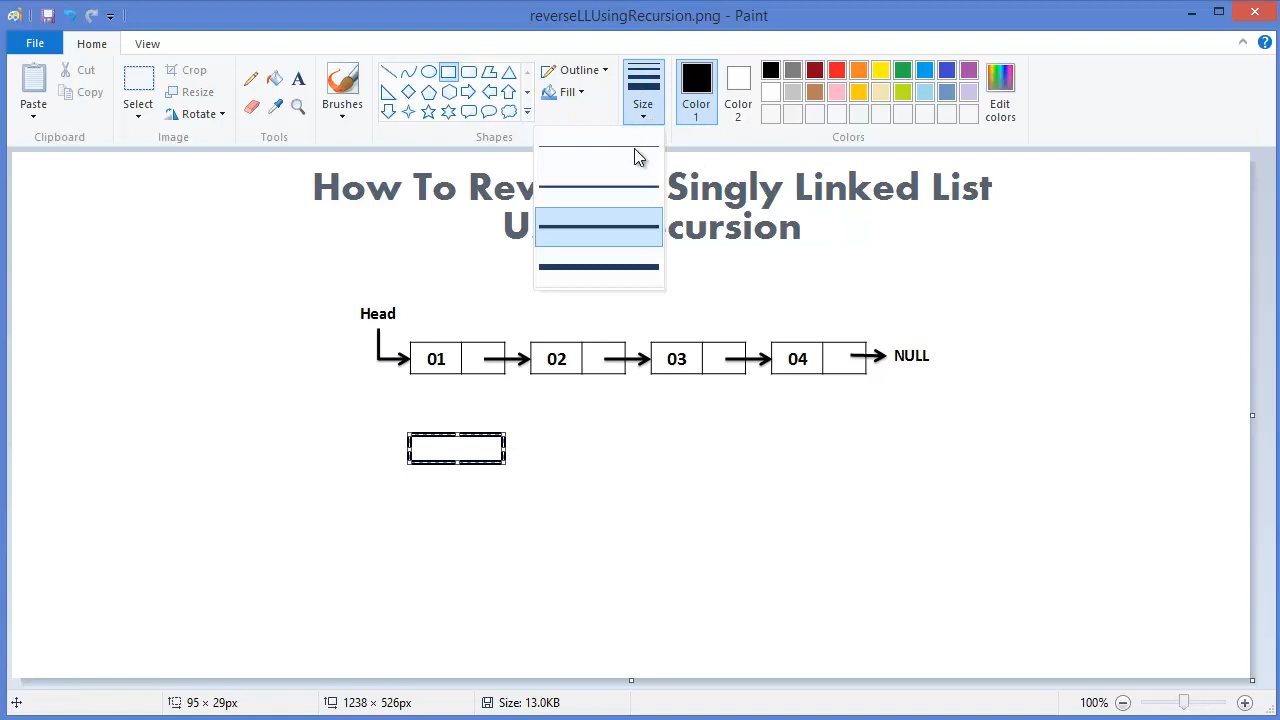 reverseLLUsingRecursion.png - Paint
File
Home
View
Paste
Cut
Copy
Clipboard
Select
Crop
Resize
Rotate
Image
A
Tools
Brushes
Shapes
Outline
Fill
Size
Color
1
Color
2
Edit
colors
Colors
How To Rev Singly Linked List
U cursion
Head
01
02
03
04
NULL
95 × 29px
1238 × 526px
Size: 13.0KB
100%